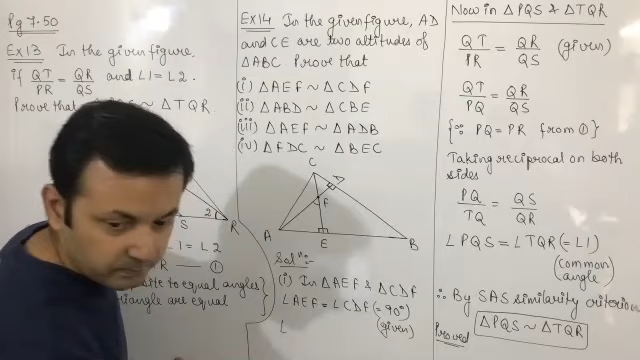 Pg 7.50
Ex13 In the given figure,
if QT/PR = QR/QS and ∠1 = ∠2.
Prove that ~ ΔTQR.
S 2 R
∠1 = ∠2
①
to equal angles}
triangle are equal
Ex14 In the given figure, AD
and CE are two altitudes of
ΔABC Prove that
(i) ΔAEF ~ ΔCDF
(ii) ΔABD ~ ΔCBE
(iii) ΔAEF ~ ΔADB
(iv) ΔFDC ~ ΔBEC
C
D
F
A
E
B
Solⁿ:-
(i) In ΔAEF & ΔCDF
∠AEF = ∠CDF (= 90°)
(given)
∠
Now in ΔPQS & ΔTQR
QT/PR = QR/QS (given)
QT/PQ = QR/QS
{∵ PQ = PR from ①}
Taking reciprocal on both
sides
PQ/TQ = QS/QR
∠PQS = ∠TQR (= ∠1)
(common angle)
∴ By SAS similarity criterion
ΔPQS ~ ΔTQR
Proved